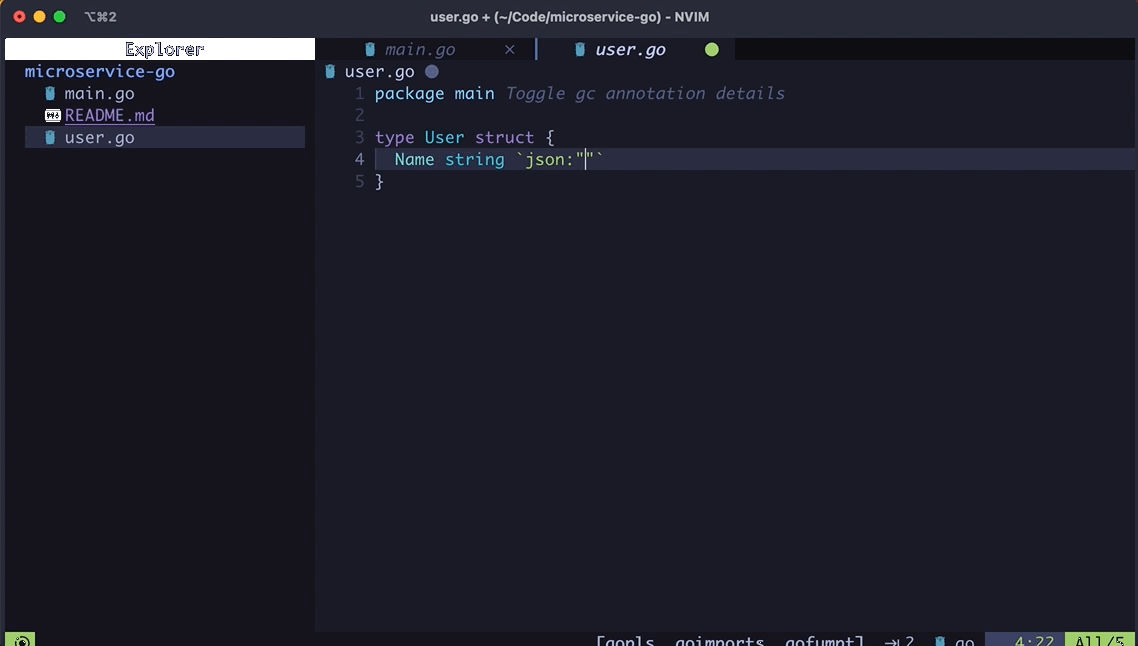 ⌥⌘2 user.go + (~/Code/microservice-go) - NVIM
Explorer
main.go × user.go
microservice-go
main.go
README.md
user.go
user.go
1 package main Toggle gc annotation details
2
3 type User struct {
4 Name string `json:""`
5 }
[gopls, goimports, gofumpt] 2 go 4:22 All/5